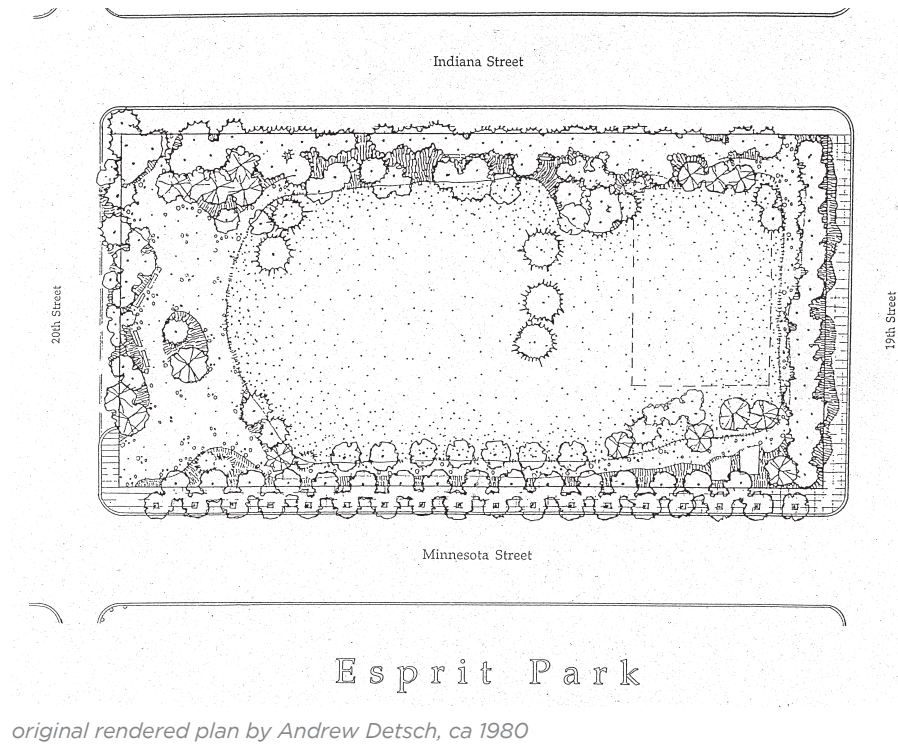 Indiana Street
20th Street
19th Street
Minnesota Street
Esprit Park
original rendered plan by Andrew Detsch, ca 1980